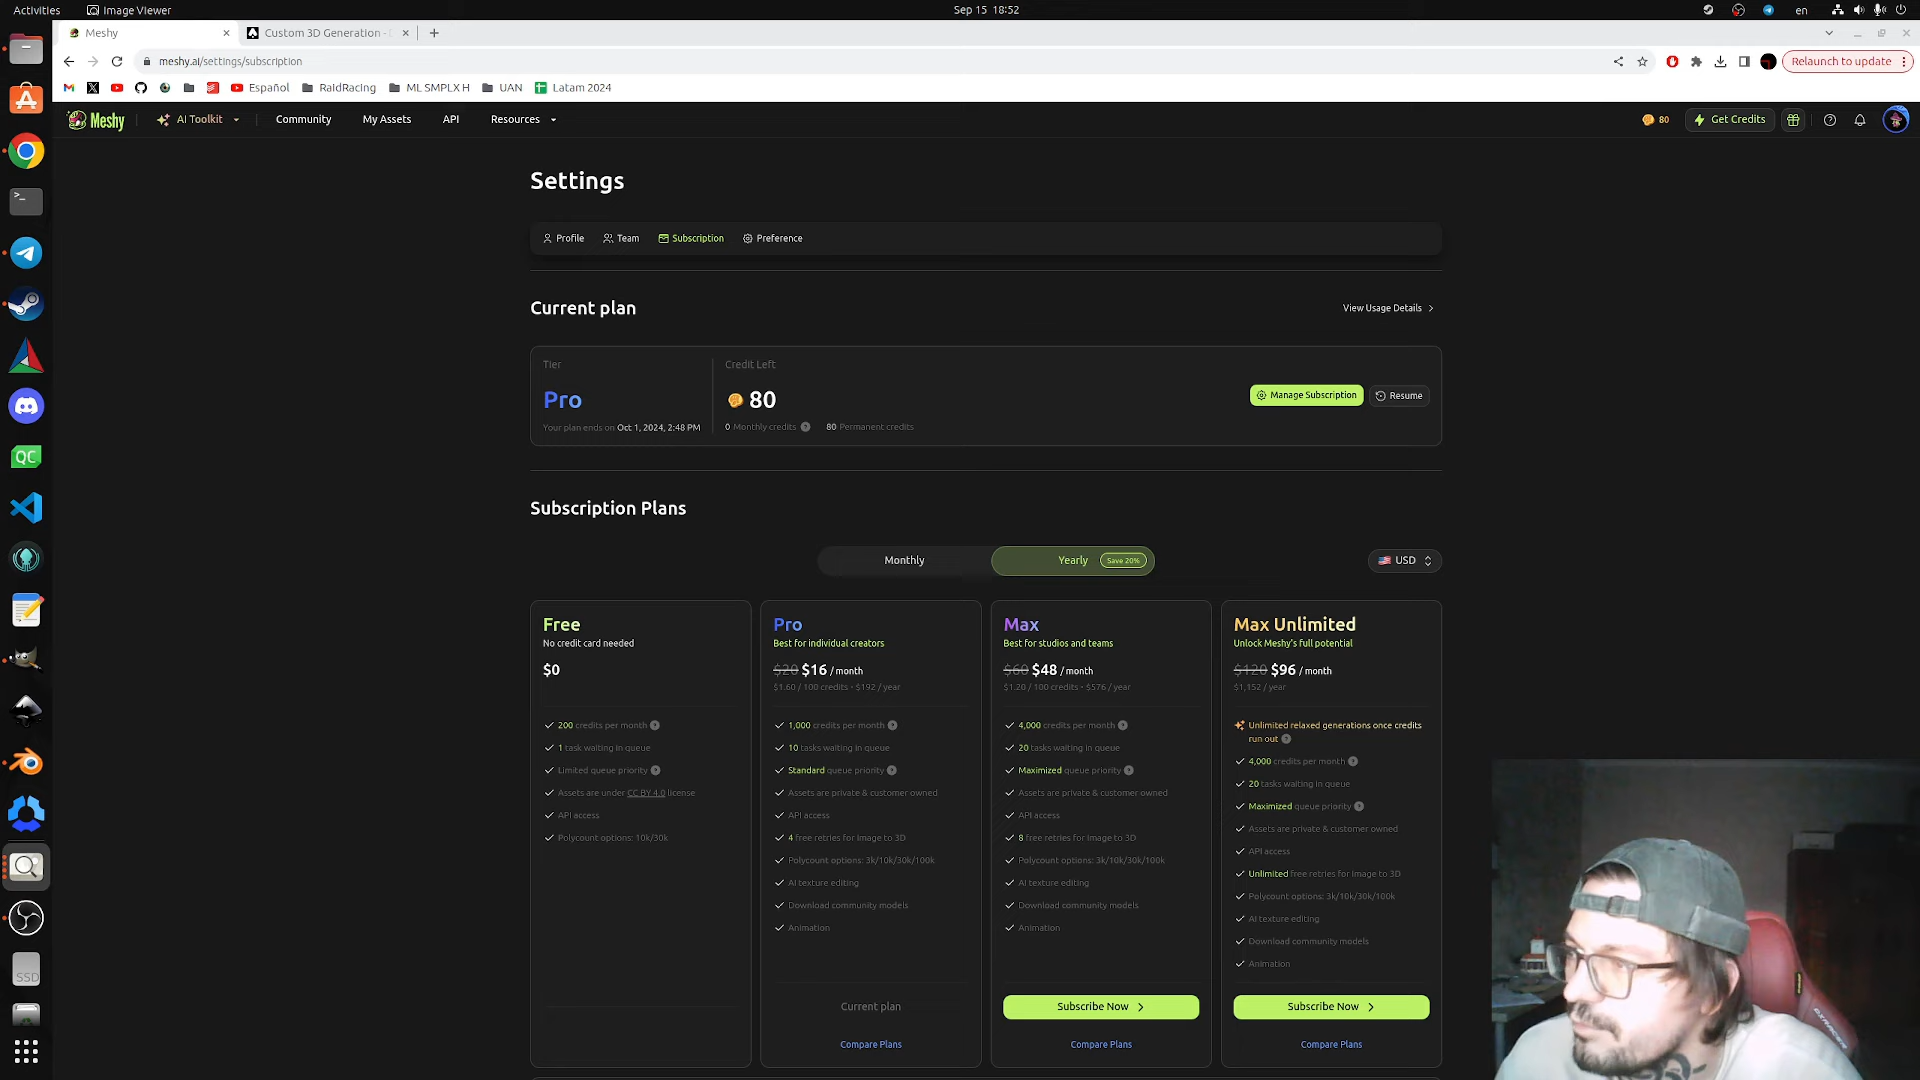 Activities
Image Viewer
Sep 15 18:52
en
Meshy
Custom 3D Generation -
meshy.ai/settings/subscription
Relaunch to update
Español
RaidRacing
ML SMPLX H
UAN
Latam 2024
Meshy
AI Toolkit
Community
My Assets
API
Resources
80
Get Credits
Settings
Profile
Team
Subscription
Preference
Current plan
View Usage Details
Tier
Credit Left
Pro
80
Manage Subscription
Resume
Your plan ends on Oct 1, 2024, 2:48 PM
0 Monthly credits
80 Permanent credits
Subscription Plans
Monthly
Yearly
Save 20%
USD
Free
No credit card needed
$0
200 credits per month
1 task waiting in queue
Limited queue priority
Assets are under CC BY 4.0 license
API access
Polycount options: 10k/30k
Pro
Best for individual creators
$20 $16 / month
$1.60 / 100 credits • $192 / year
1,000 credits per month
10 tasks waiting in queue
Standard queue priority
Assets are private & customer owned
API access
4 free retries for Image to 3D
Polycount options: 3k/10k/30k/100k
AI texture editing
Download community models
Animation
Current plan
Compare Plans
Max
Best for studios and teams
$60 $48 / month
$1.20 / 100 credits • $576 / year
4,000 credits per month
20 tasks waiting in queue
Maximized queue priority
Assets are private & customer owned
API access
8 free retries for Image to 3D
Polycount options: 3k/10k/30k/100k
AI texture editing
Download community models
Animation
Subscribe Now
Compare Plans
Max Unlimited
Unlock Meshy's full potential
$120 $96 / month
$1,152 / year
Unlimited relaxed generations once credits
run out
4,000 credits per month
20 tasks waiting in queue
Maximized queue priority
Assets are private & customer owned
API access
Unlimited free retries for Image to 3D
Polycount options: 3k/10k/30k/100k
AI texture editing
Download community models
Animation
Subscribe Now
Compare Plans
QC
SSD
DXRACER